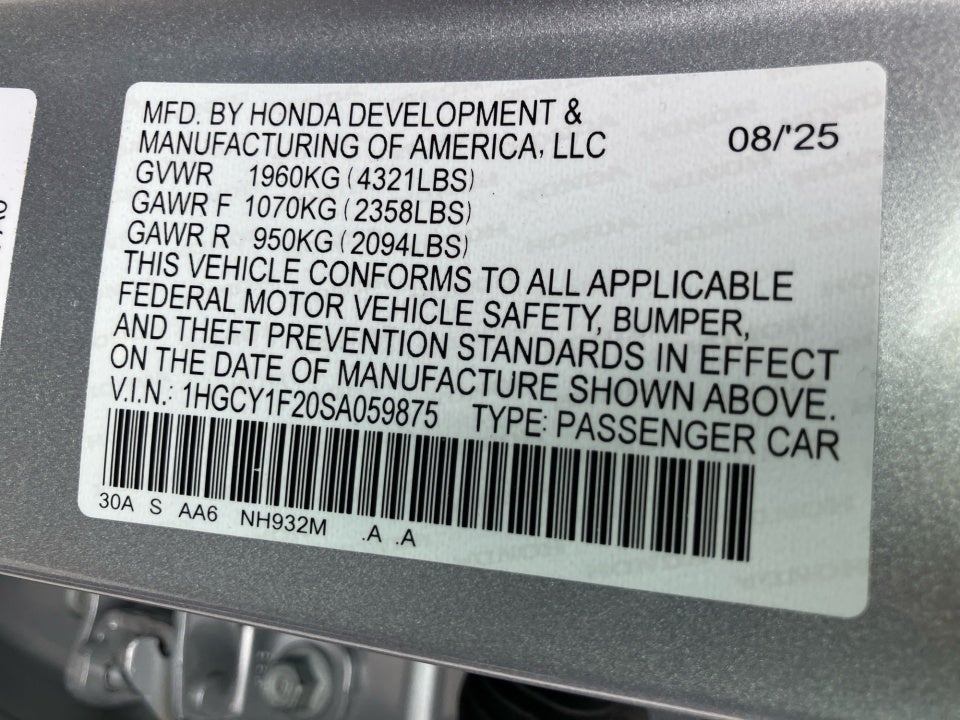 MFD. BY HONDA DEVELOPMENT &
MANUFACTURING OF AMERICA, LLC 08/'25
GVWR 1960KG (4321LBS)
GAWR F 1070KG (2358LBS)
GAWR R 950KG (2094LBS)
THIS VEHICLE CONFORMS TO ALL APPLICABLE
FEDERAL MOTOR VEHICLE SAFETY, BUMPER,
AND THEFT PREVENTION STANDARDS IN EFFECT
ON THE DATE OF MANUFACTURE SHOWN ABOVE.
V.I.N.: 1HGCY1F20SA059875 TYPE: PASSENGER CAR
30A S AA6 NH932M .A .A